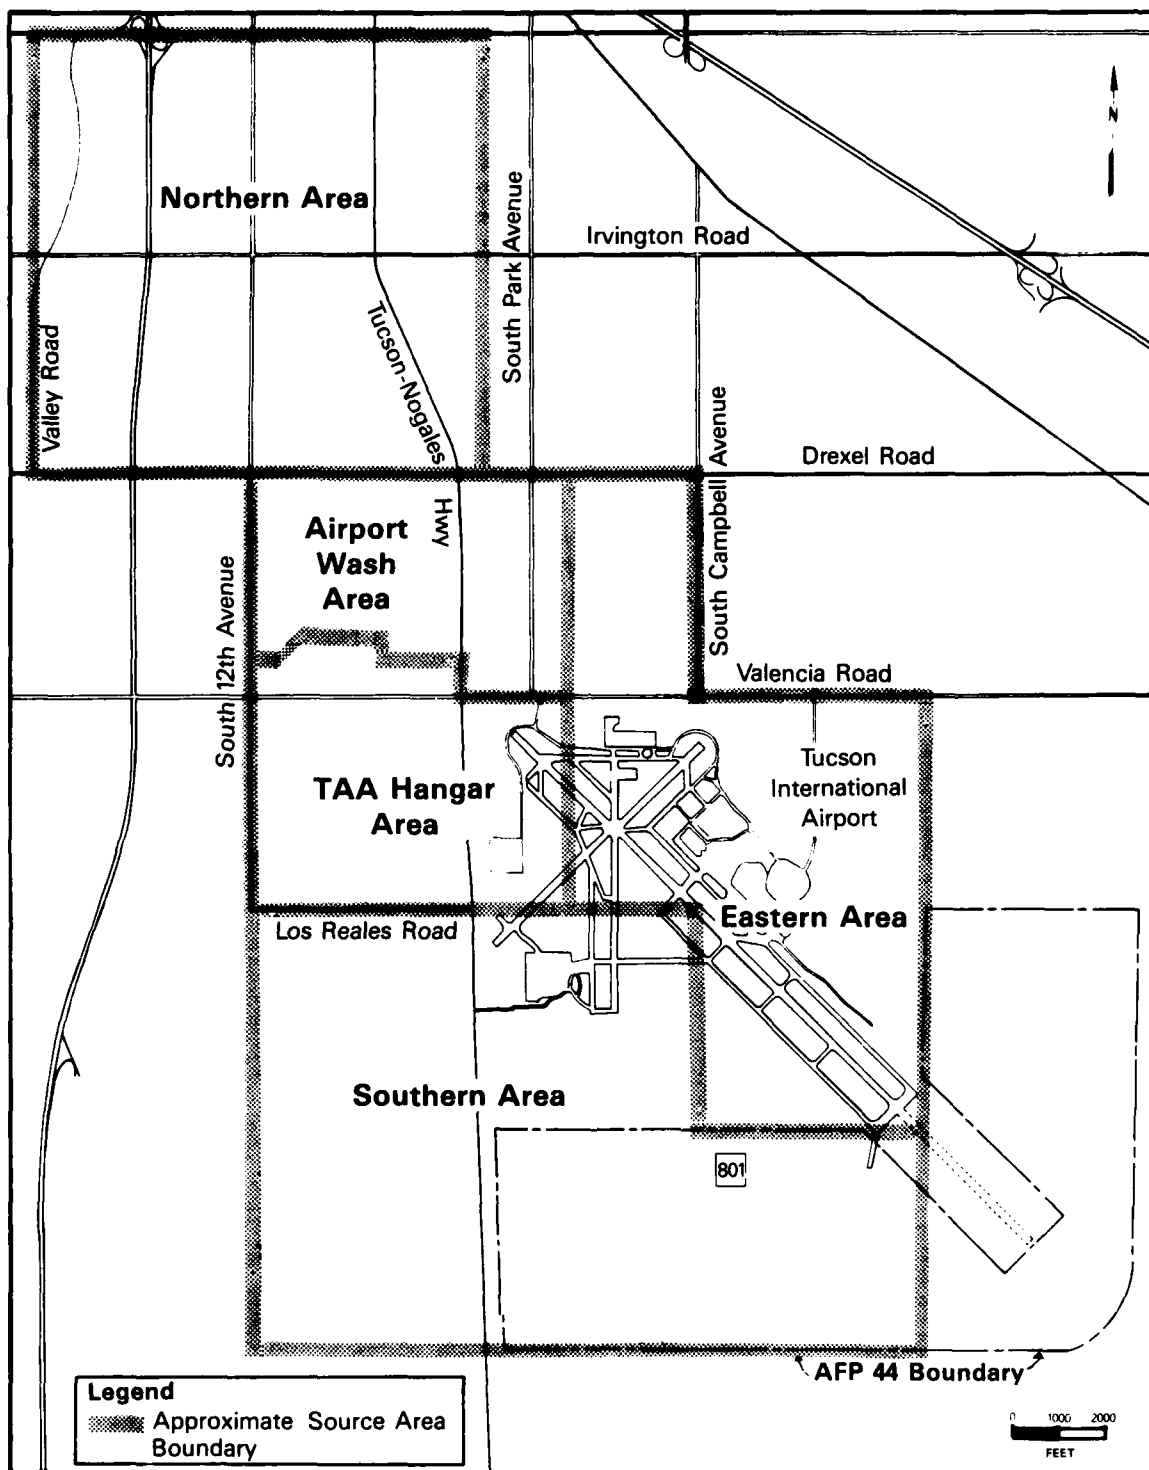 N
Northern Area
South Park Avenue
Irvington Road
Valley Road
Tucson-Nogales
Hwy
South Campbell Avenue
Drexel Road
Airport
Wash
Area
South 12th Avenue
Valencia Road
TAA Hangar
Area
Tucson
International
Airport
Eastern Area
Los Reales Road
Southern Area
801
AFP 44 Boundary
Legend
Approximate Source Area
Boundary
0 1000 2000
FEET